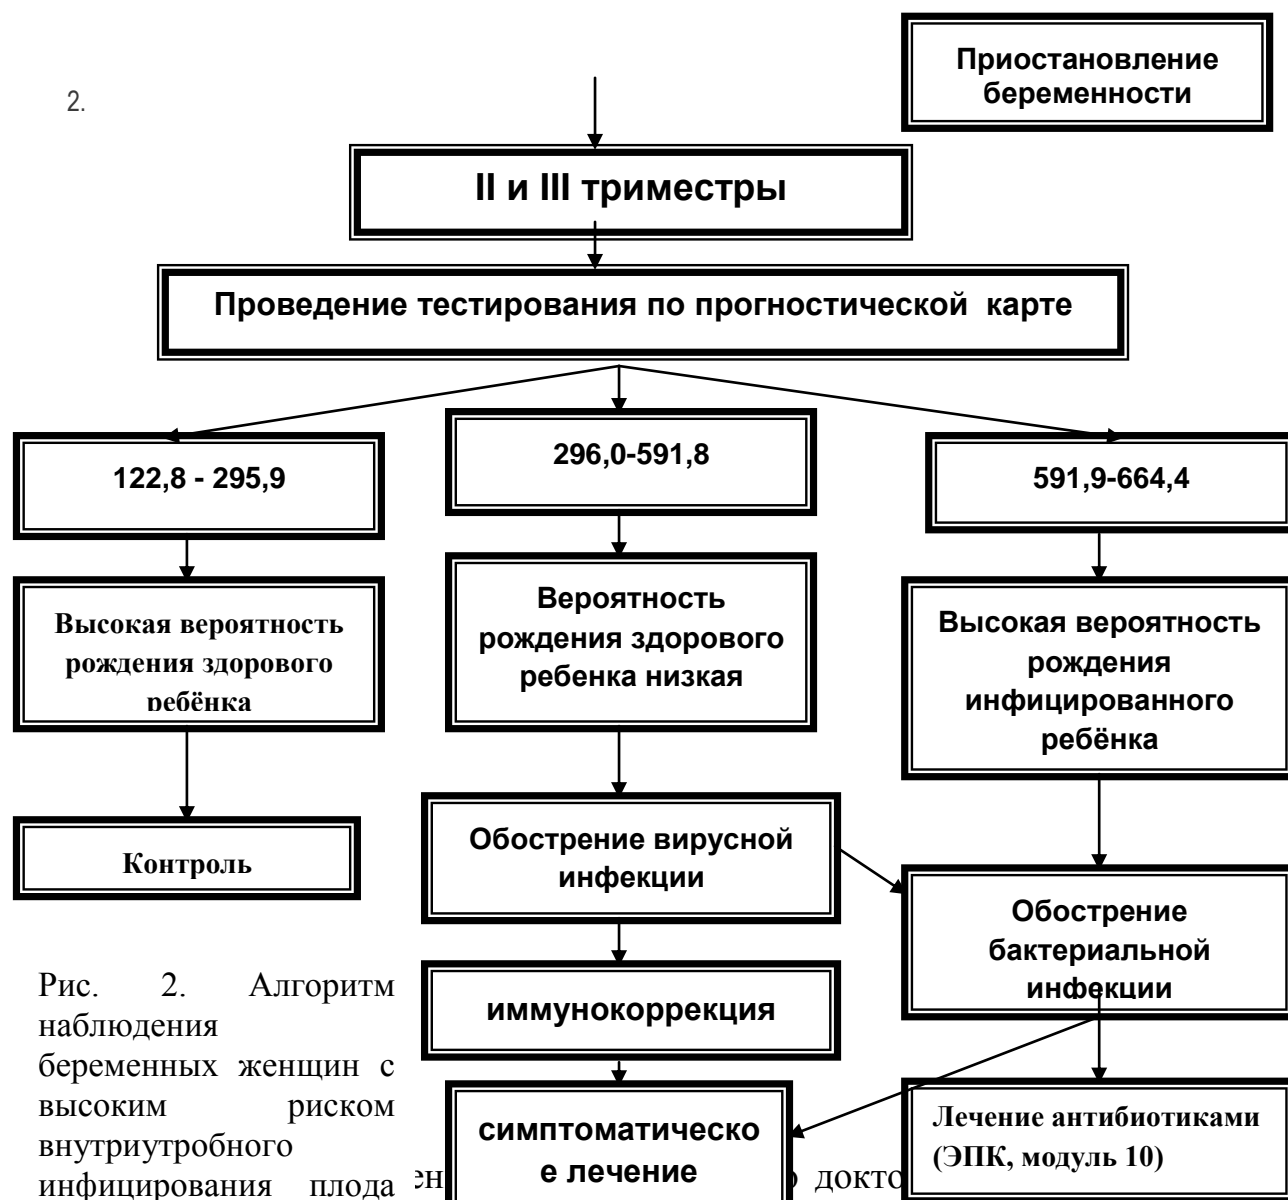 Приостановление
беременности
2.
II и III триместры
Проведение тестирования по прогностической карте
122,8 - 295,9
296,0-591,8
591,9-664,4
Высокая вероятность
рождения здорового
ребёнка
Вероятность
рождения здорового
ребенка низкая
Высокая вероятность
рождения
инфицированного
ребёнка
Контроль
Обострение вирусной
инфекции
Обострение
бактериальной
инфекции
иммунокоррекция
симптоматическо
е лечение
Лечение антибиотиками
(ЭПК, модуль 10)
Рис. 2. Алгоритм
наблюдения
беременных женщин с
высоким риском
внутриутробного
инфицирования плода